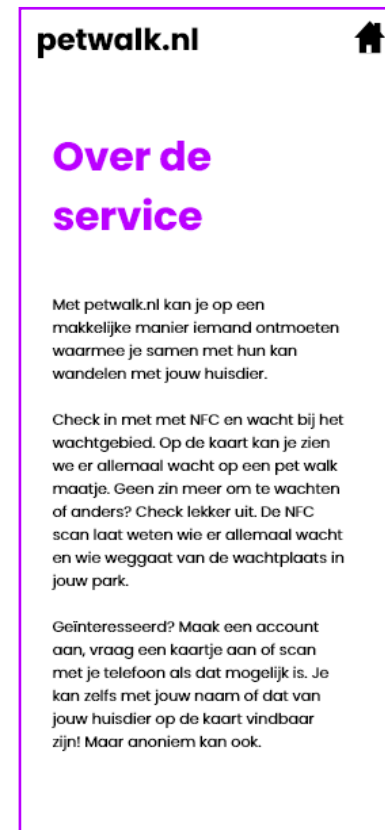 petwalk.nl
Over de
service
Met petwalk.nl kan je op een
makkelijke manier iemand ontmoeten
waarmee je samen met hun kan
wandelen met jouw huisdier.
Check in met met NFC en wacht bij het
wachtgebied. Op de kaart kan je zien
we er allemaal wacht op een pet walk
maatje. Geen zin meer om te wachten
of anders? Check lekker uit. De NFC
scan laat weten wie er allemaal wacht
en wie weggaat van de wachtplaats in
jouw park.
Geïnteresseerd? Maak een account
aan, vraag een kaartje aan of scan
met je telefoon als dat mogelijk is. Je
kan zelfs met jouw naam of dat van
jouw huisdier op de kaart vindbaar
zijn! Maar anoniem kan ook.